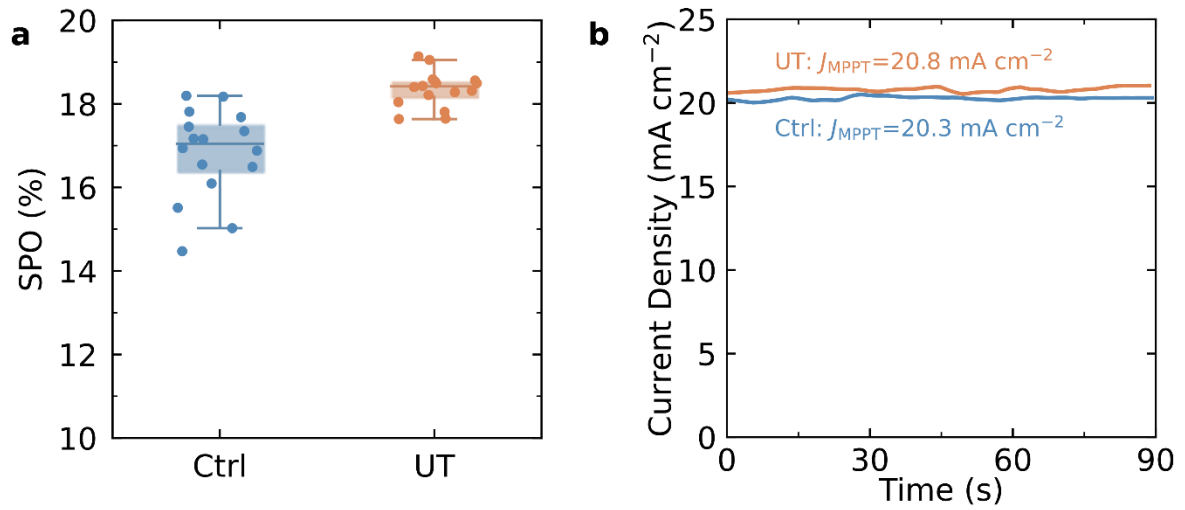 a
20
18
16
14
12
10
SPO (%)
Ctrl
UT
b
25
20
15
10
5
0
Current Density (mA cm⁻²)
UT: J_MPPT=20.8 mA cm⁻²
Ctrl: J_MPPT=20.3 mA cm⁻²
0
30
60
90
Time (s)